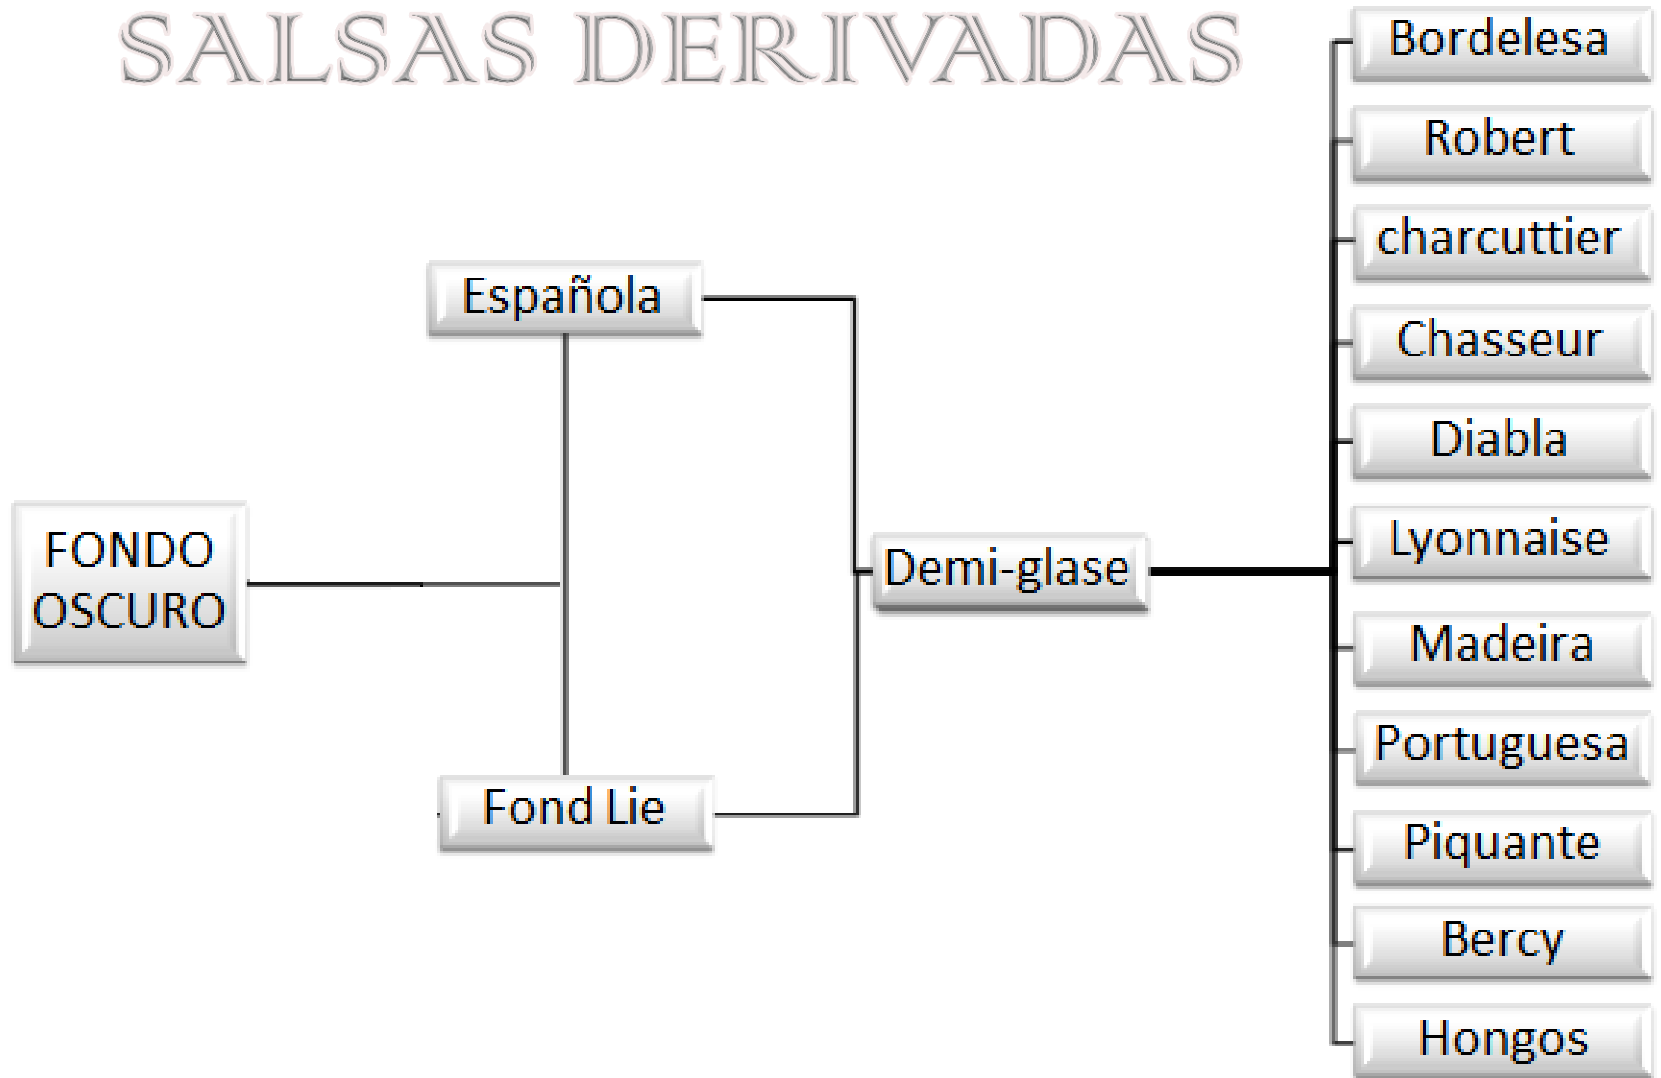 SALSAS DERIVADAS
FONDO
OSCURO
Española
Fond Lie
Demi-glase
Bordelesa
Robert
charcuttier
Chasseur
Diabla
Lyonnaise
Madeira
Portuguesa
Piquante
Bercy
Hongos